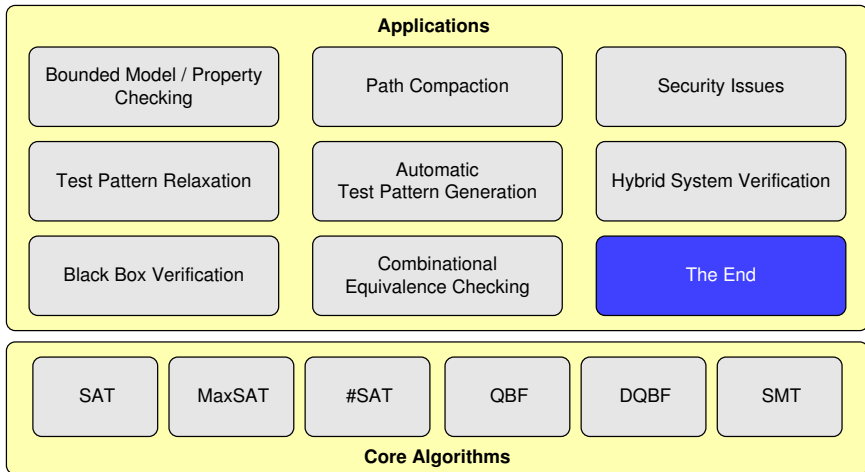 Applications
Bounded Model / Property
Checking
Path Compaction
Security Issues
Test Pattern Relaxation
Automatic
Test Pattern Generation
Hybrid System Verification
Black Box Verification
Combinational
Equivalence Checking
The End
SAT
MaxSAT
#SAT
QBF
DQBF
SMT
Core Algorithms